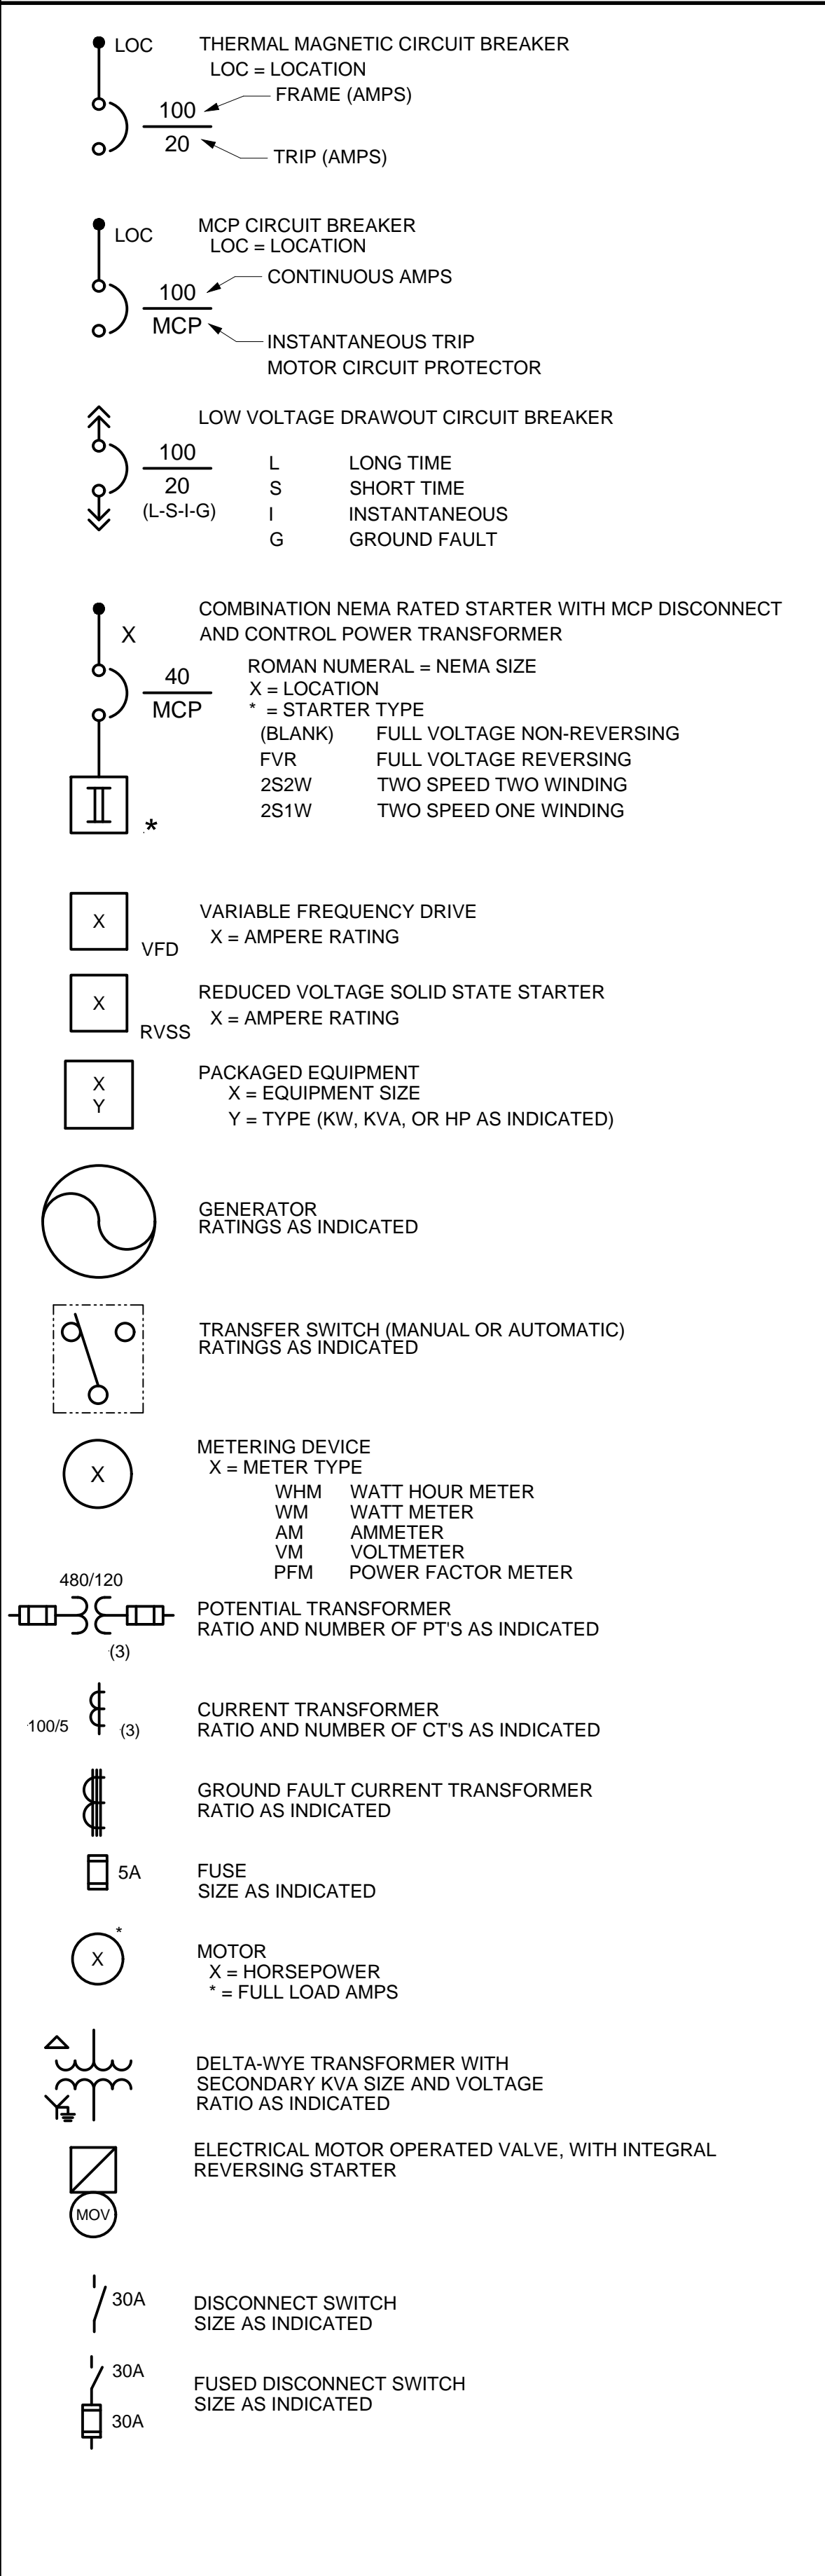 LOC THERMAL MAGNETIC CIRCUIT BREAKER
LOC = LOCATION
FRAME (AMPS)
100
20
TRIP (AMPS)
LOC MCP CIRCUIT BREAKER
LOC = LOCATION
CONTINUOUS AMPS
100
MCP
INSTANTANEOUS TRIP
MOTOR CIRCUIT PROTECTOR
LOW VOLTAGE DRAWOUT CIRCUIT BREAKER
100
20
(L-S-I-G)
L LONG TIME
S SHORT TIME
I INSTANTANEOUS
G GROUND FAULT
COMBINATION NEMA RATED STARTER WITH MCP DISCONNECT
X AND CONTROL POWER TRANSFORMER
ROMAN NUMERAL = NEMA SIZE
40
MCP
X = LOCATION
* = STARTER TYPE
(BLANK) FULL VOLTAGE NON-REVERSING
FVR FULL VOLTAGE REVERSING
2S2W TWO SPEED TWO WINDING
2S1W TWO SPEED ONE WINDING
II *
X VFD
VARIABLE FREQUENCY DRIVE
X = AMPERE RATING
X RVSS
REDUCED VOLTAGE SOLID STATE STARTER
X = AMPERE RATING
X
Y
PACKAGED EQUIPMENT
X = EQUIPMENT SIZE
Y = TYPE (KW, KVA, OR HP AS INDICATED)
GENERATOR
RATINGS AS INDICATED
TRANSFER SWITCH (MANUAL OR AUTOMATIC)
RATINGS AS INDICATED
X
METERING DEVICE
X = METER TYPE
WHM WATT HOUR METER
WM WATT METER
AM AMMETER
VM VOLTMETER
PFM POWER FACTOR METER
480/120
(3)
POTENTIAL TRANSFORMER
RATIO AND NUMBER OF PT'S AS INDICATED
100/5 (3)
CURRENT TRANSFORMER
RATIO AND NUMBER OF CT'S AS INDICATED
GROUND FAULT CURRENT TRANSFORMER
RATIO AS INDICATED
5A
FUSE
SIZE AS INDICATED
X *
MOTOR
X = HORSEPOWER
* = FULL LOAD AMPS
DELTA-WYE TRANSFORMER WITH
SECONDARY KVA SIZE AND VOLTAGE
RATIO AS INDICATED
MOV
ELECTRICAL MOTOR OPERATED VALVE, WITH INTEGRAL
REVERSING STARTER
30A
DISCONNECT SWITCH
SIZE AS INDICATED
30A
30A
FUSED DISCONNECT SWITCH
SIZE AS INDICATED